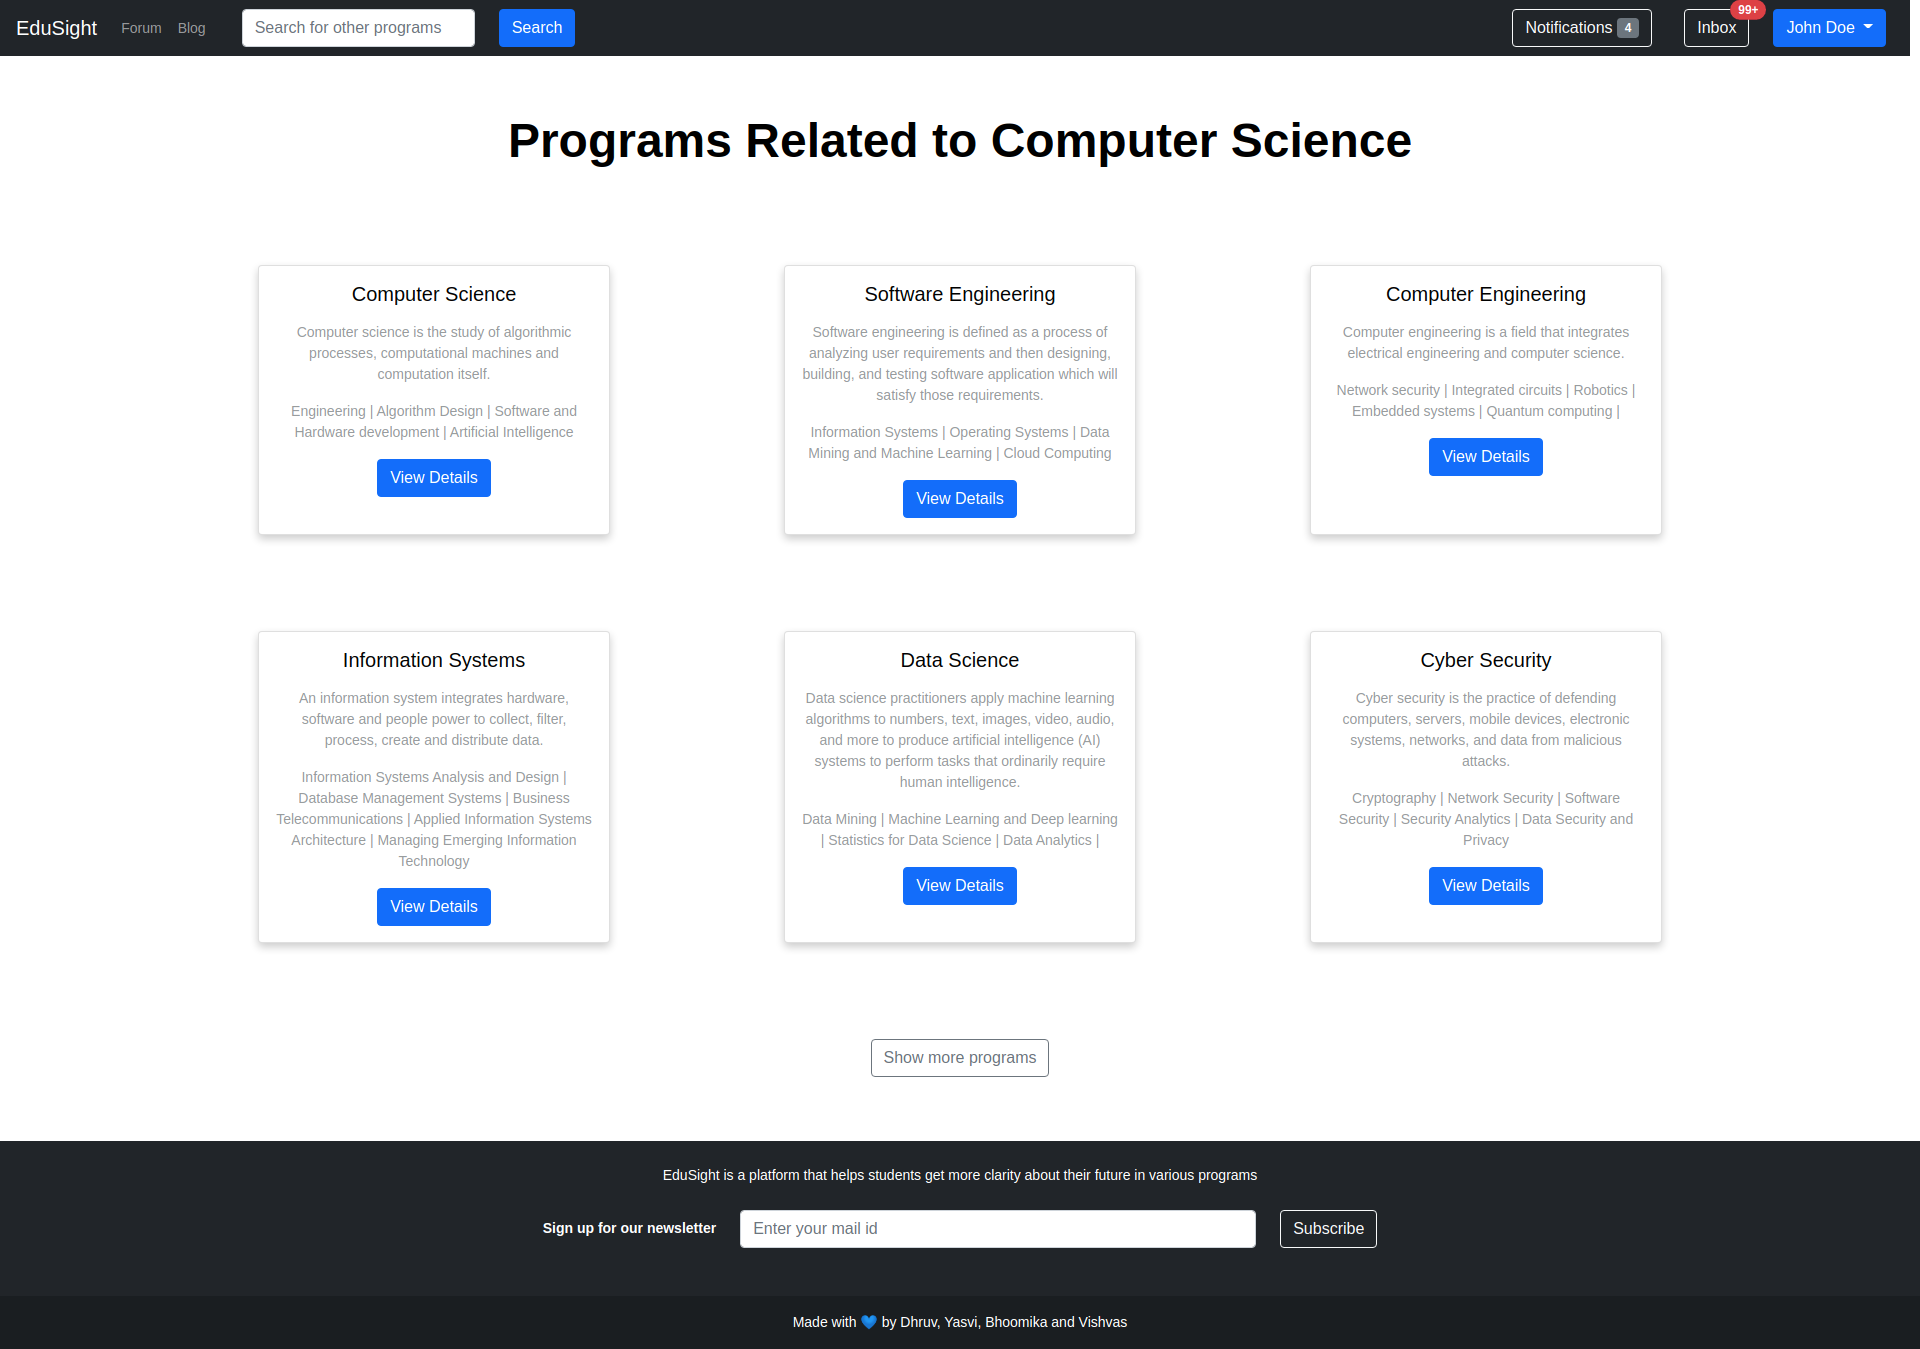 EduSight Forum Blog Search for other programs Search Notifications 4 Inbox 99+ John Doe
Programs Related to Computer Science
Computer Science
Computer science is the study of algorithmic
processes, computational machines and
computation itself.
Engineering | Algorithm Design | Software and
Hardware development | Artificial Intelligence
View Details
Software Engineering
Software engineering is defined as a process of
analyzing user requirements and then designing,
building, and testing software application which will
satisfy those requirements.
Information Systems | Operating Systems | Data
Mining and Machine Learning | Cloud Computing
View Details
Computer Engineering
Computer engineering is a field that integrates
electrical engineering and computer science.
Network security | Integrated circuits | Robotics |
Embedded systems | Quantum computing |
View Details
Information Systems
An information system integrates hardware,
software and people power to collect, filter,
process, create and distribute data.
Information Systems Analysis and Design |
Database Management Systems | Business
Telecommunications | Applied Information Systems
Architecture | Managing Emerging Information
Technology
View Details
Data Science
Data science practitioners apply machine learning
algorithms to numbers, text, images, video, audio,
and more to produce artificial intelligence (AI)
systems to perform tasks that ordinarily require
human intelligence.
Data Mining | Machine Learning and Deep learning
| Statistics for Data Science | Data Analytics |
View Details
Cyber Security
Cyber security is the practice of defending
computers, servers, mobile devices, electronic
systems, networks, and data from malicious
attacks.
Cryptography | Network Security | Software
Security | Security Analytics | Data Security and
Privacy
View Details
Show more programs
EduSight is a platform that helps students get more clarity about their future in various programs
Sign up for our newsletter Enter your mail id Subscribe
Made with 💙 by Dhruv, Yasvi, Bhoomika and Vishvas